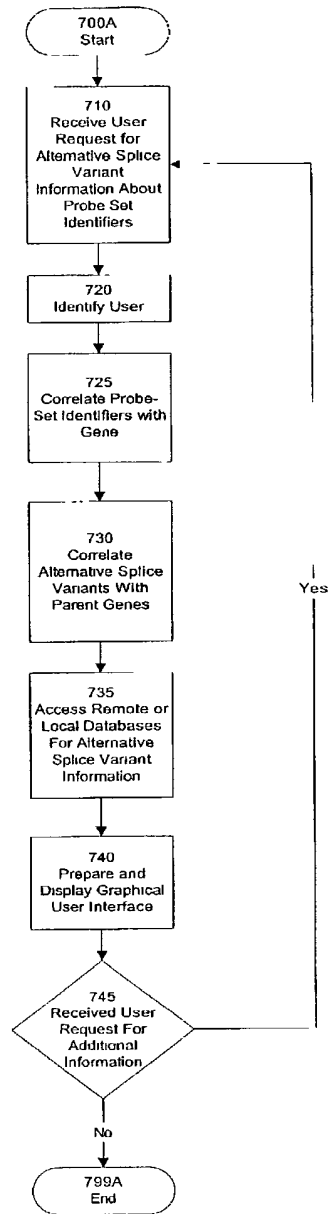 700A
Start
710
Receive User
Request for
Alternative Splice
Variant
Information About
Probe Set
Identifiers
720
Identify User
725
Correlate Probe-
Set Identifiers with
Gene
730
Correlate
Alternative Splice
Variants With
Parent Genes
Yes
735
Access Remote or
Local Databases
For Alternative
Splice Variant
Information
740
Prepare and
Display Graphical
User Interface
745
Received User
Request For
Additional
Information
No
799A
End